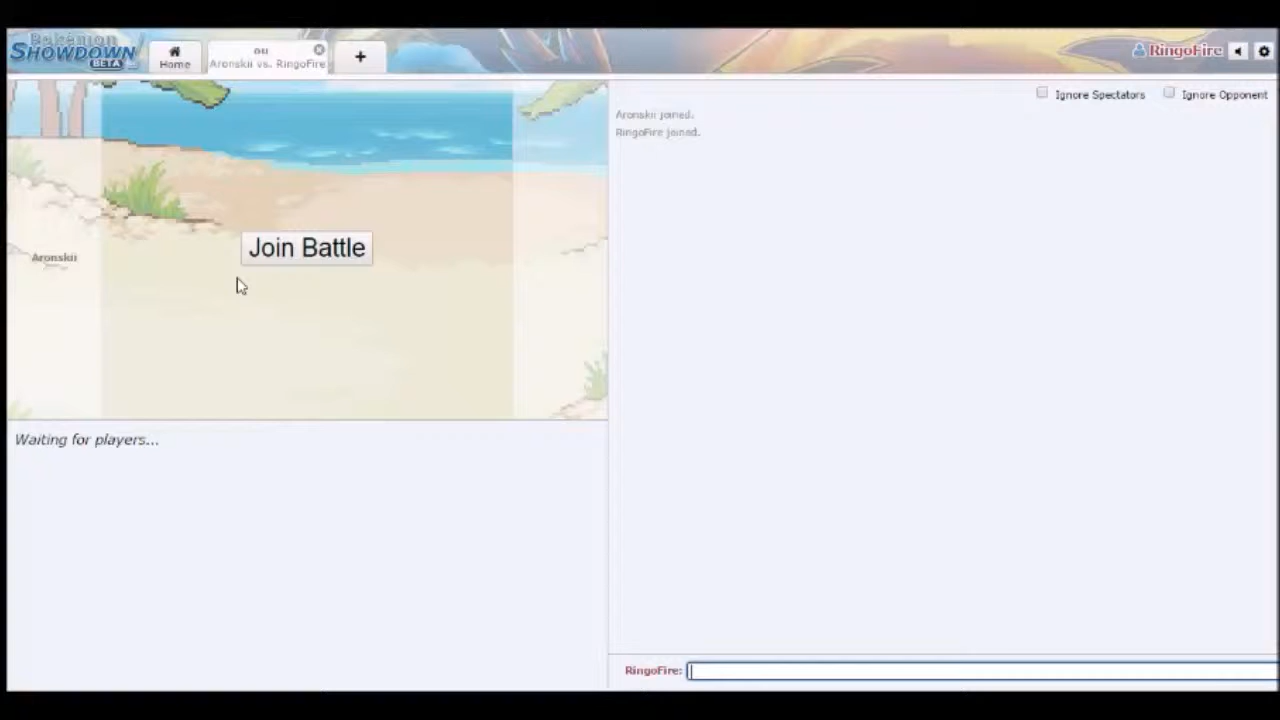 Pokémon
SHOWDOWN
BETA
Home
ou
Aronskii vs. RingoFire
+
RingoFire
Ignore Spectators
Ignore Opponent
Aronskii joined.
RingoFire joined.
Join Battle
Aronskii
Waiting for players...
RingoFire: